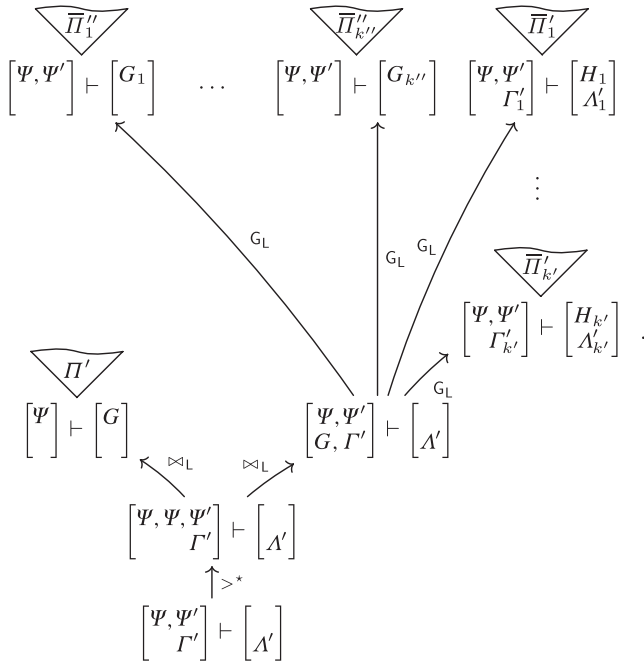 Π̅″₁ Π̅″ₖ″ Π̅′₁
[Ψ, Ψ′] ⊢ [G₁] ⋯ [Ψ, Ψ′] ⊢ [Gₖ″] [Ψ, Ψ′ Γ′₁] ⊢ [H₁ Λ′₁]
⋮
G_L G_L G_L
Π̅′ₖ′
[Ψ, Ψ′ Γ′ₖ′] ⊢ [Hₖ′ Λ′ₖ′] .
Π′ G_L
[Ψ] ⊢ [G] [Ψ, Ψ′ G, Γ′] ⊢ [Λ′]
⋈_L ⋈_L
[Ψ, Ψ, Ψ′ Γ′] ⊢ [Λ′]
>⋆
[Ψ, Ψ′ Γ′] ⊢ [Λ′]